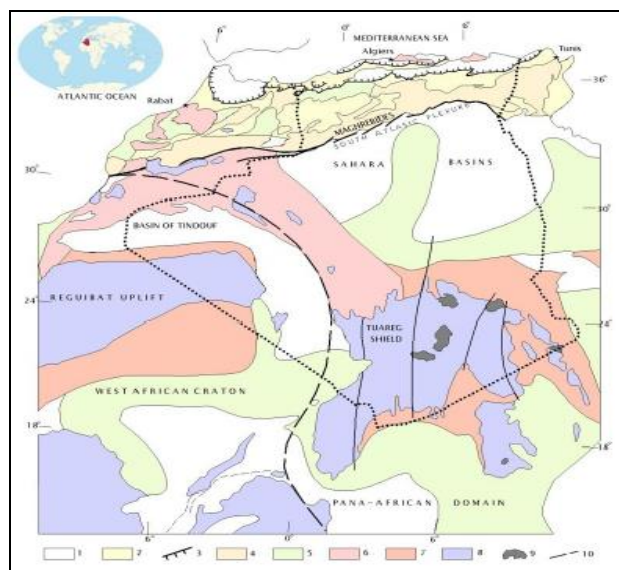 6°
0°
MEDITERRANEAN SEA
6°
Algiers
Tunis
36°
ATLANTIC OCEAN
Rabat
MAGHREBIDES
SOUTH ATLASIC FLEXURE
SAHARA BASINS
30°
30°
BASIN OF TINDOUF
REGUIBAT UPLIFT
24°
24°
TUAREG
SHIELD
WEST AFRICAN CRATON
18°
18°
PANA-AFRICAN DOMAIN
6°
0°
6°
1 2 3 4 5 6 7 8 9 10